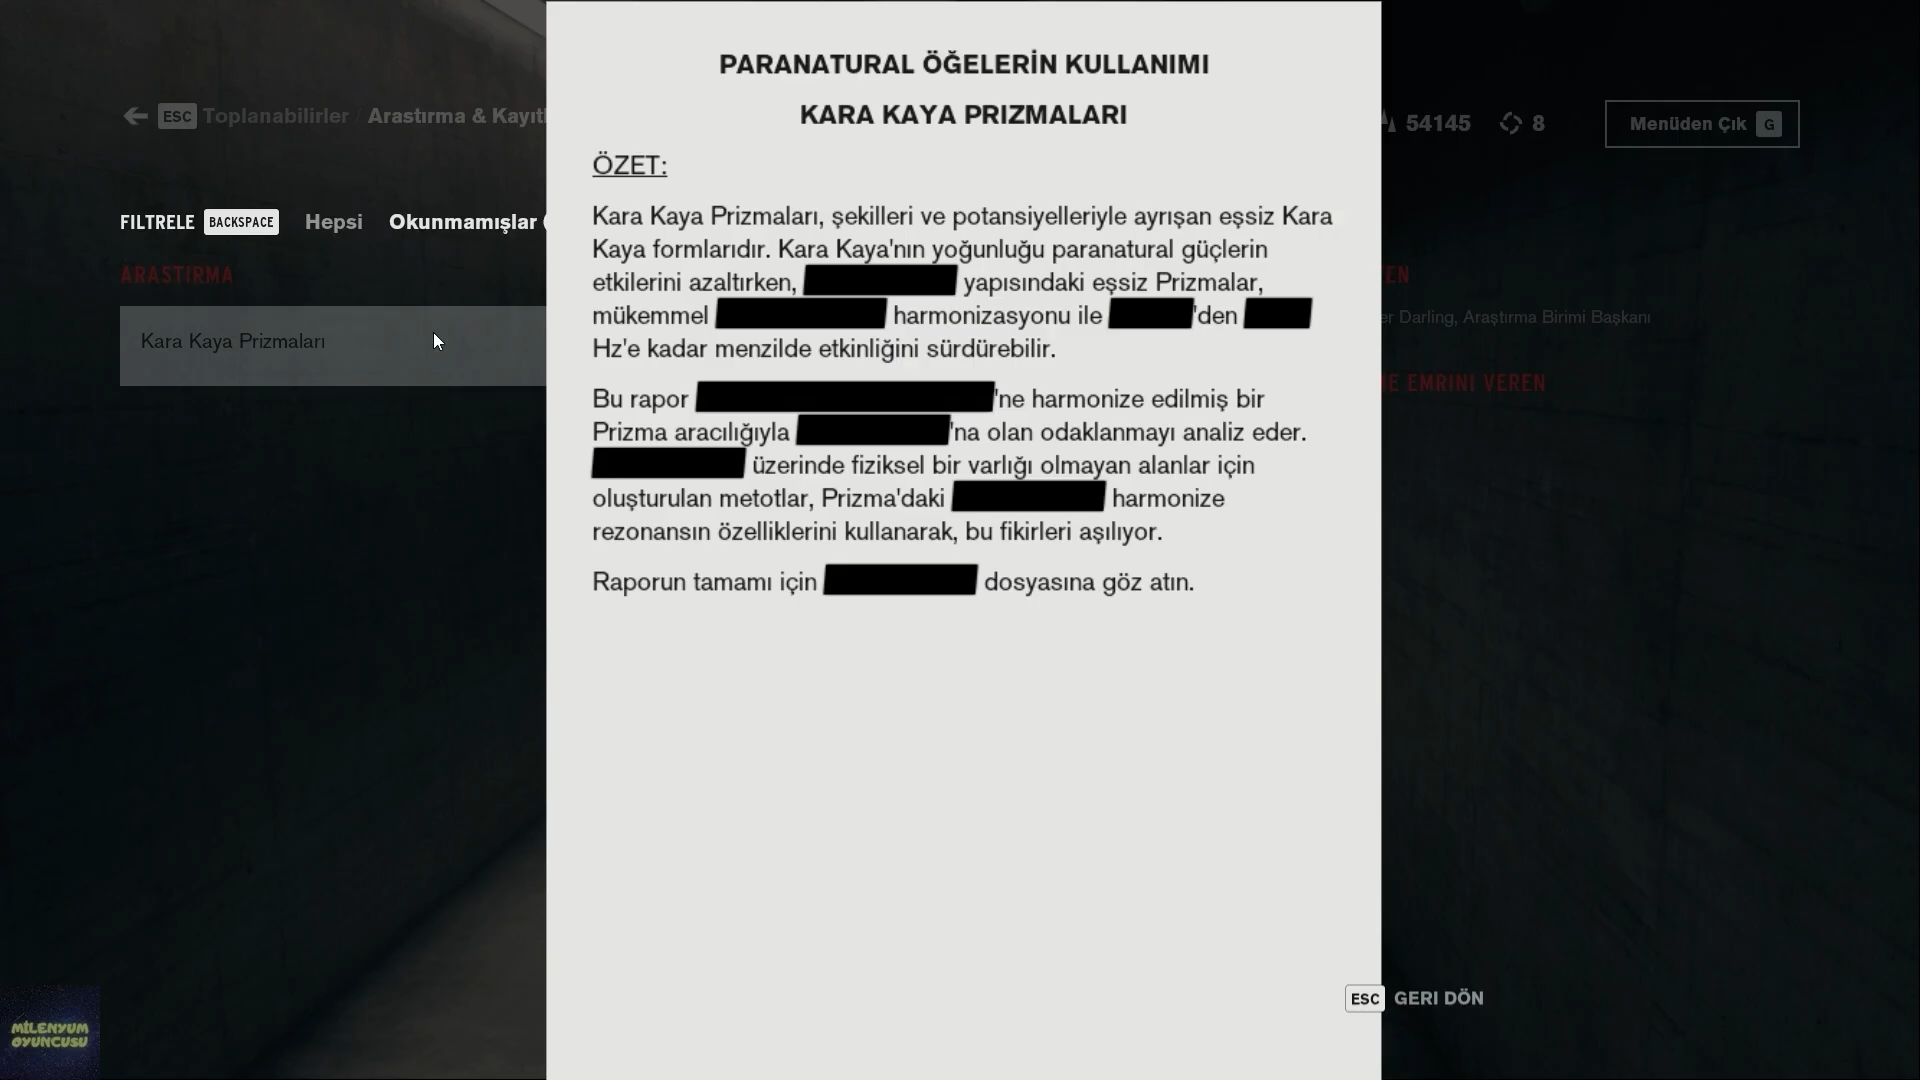 PARANATURAL ÖĞELERİN KULLANIMI
KARA KAYA PRIZMALARI
ESC Toplanabilirler / Araştırma & Kayıtl
54145 8
Menüden Çık G
ÖZET:
FILTRELE BACKSPACE Hepsi Okunmamışlar (
Kara Kaya Prizmaları, şekilleri ve potansiyelleriyle ayrışan eşsiz Kara
Kaya formlarıdır. Kara Kaya'nın yoğunluğu paranatural güçlerin
etkilerini azaltırken, yapısındaki eşsiz Prizmalar,
mükemmel harmonizasyonu ile 'den
Hz'e kadar menzilde etkinliğini sürdürebilir.
Bu rapor 'ne harmonize edilmiş bir
Prizma aracılığıyla 'na olan odaklanmayı analiz eder.
üzerinde fiziksel bir varlığı olmayan alanlar için
oluşturulan metotlar, Prizma'daki harmonize
rezonansın özelliklerini kullanarak, bu fikirleri aşılıyor.
Raporun tamamı için dosyasına göz atın.
ARAŞTIRMA
Kara Kaya Prizmaları
EN
er Darling, Araştırma Birimi Başkanı
E EMRINI VEREN
ESC GERI DÖN
MİLENYUM
OYUNCUSU